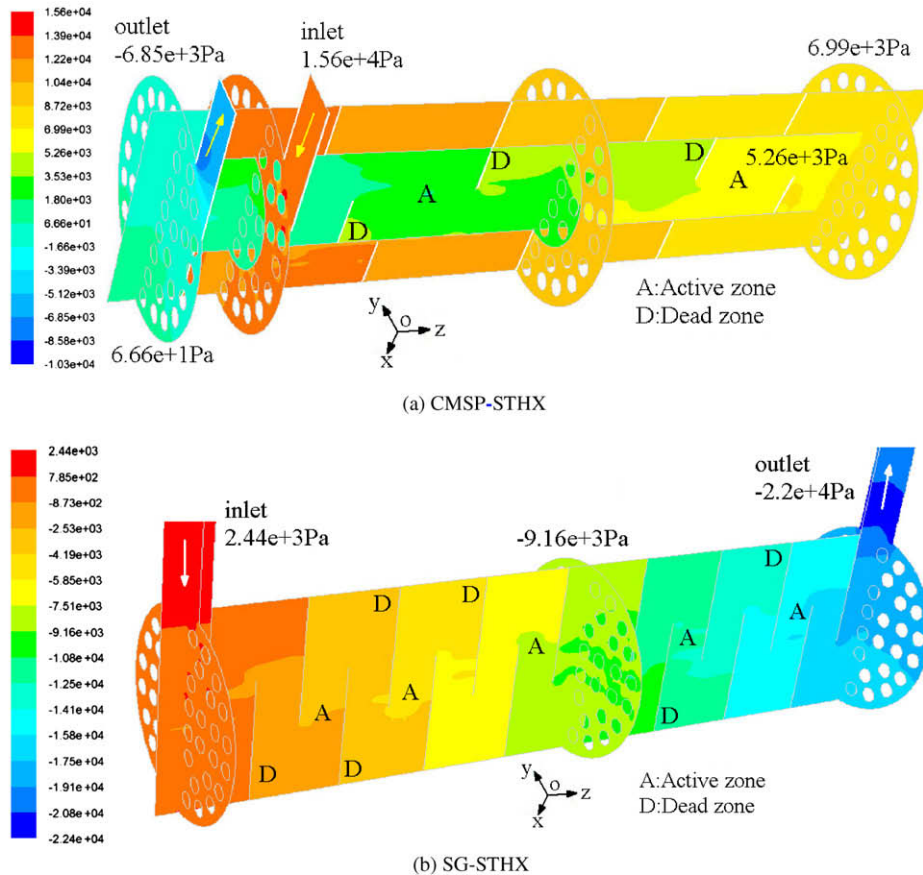 1.56e+04
1.39e+04
1.22e+04
1.04e+04
8.72e+03
6.99e+03
5.26e+03
3.53e+03
1.80e+03
6.66e+01
-1.66e+03
-3.39e+03
-5.12e+03
-6.85e+03
-8.58e+03
-1.03e+04
outlet
-6.85e+3Pa
inlet
1.56e+4Pa
6.99e+3Pa
D
D
5.26e+3Pa
A
A
D
A:Active zone
D:Dead zone
y
o
z
x
6.66e+1Pa
(a) CMSP-STHX
2.44e+03
7.85e+02
-2.53e+03
-4.19e+03
-5.85e+03
-7.51e+03
-9.16e+03
-1.08e+04
-1.25e+04
-1.41e+04
-1.58e+04
-1.91e+04
-2.08e+04
-2.24e+04
inlet
2.44e+3Pa
-9.16e+3Pa
outlet
-2.2e+4Pa
D
D
D
A
A
A
A
A
D
D
D
y
o
z
x
A:Active zone
D:Dead zone
(b) SG-STHX